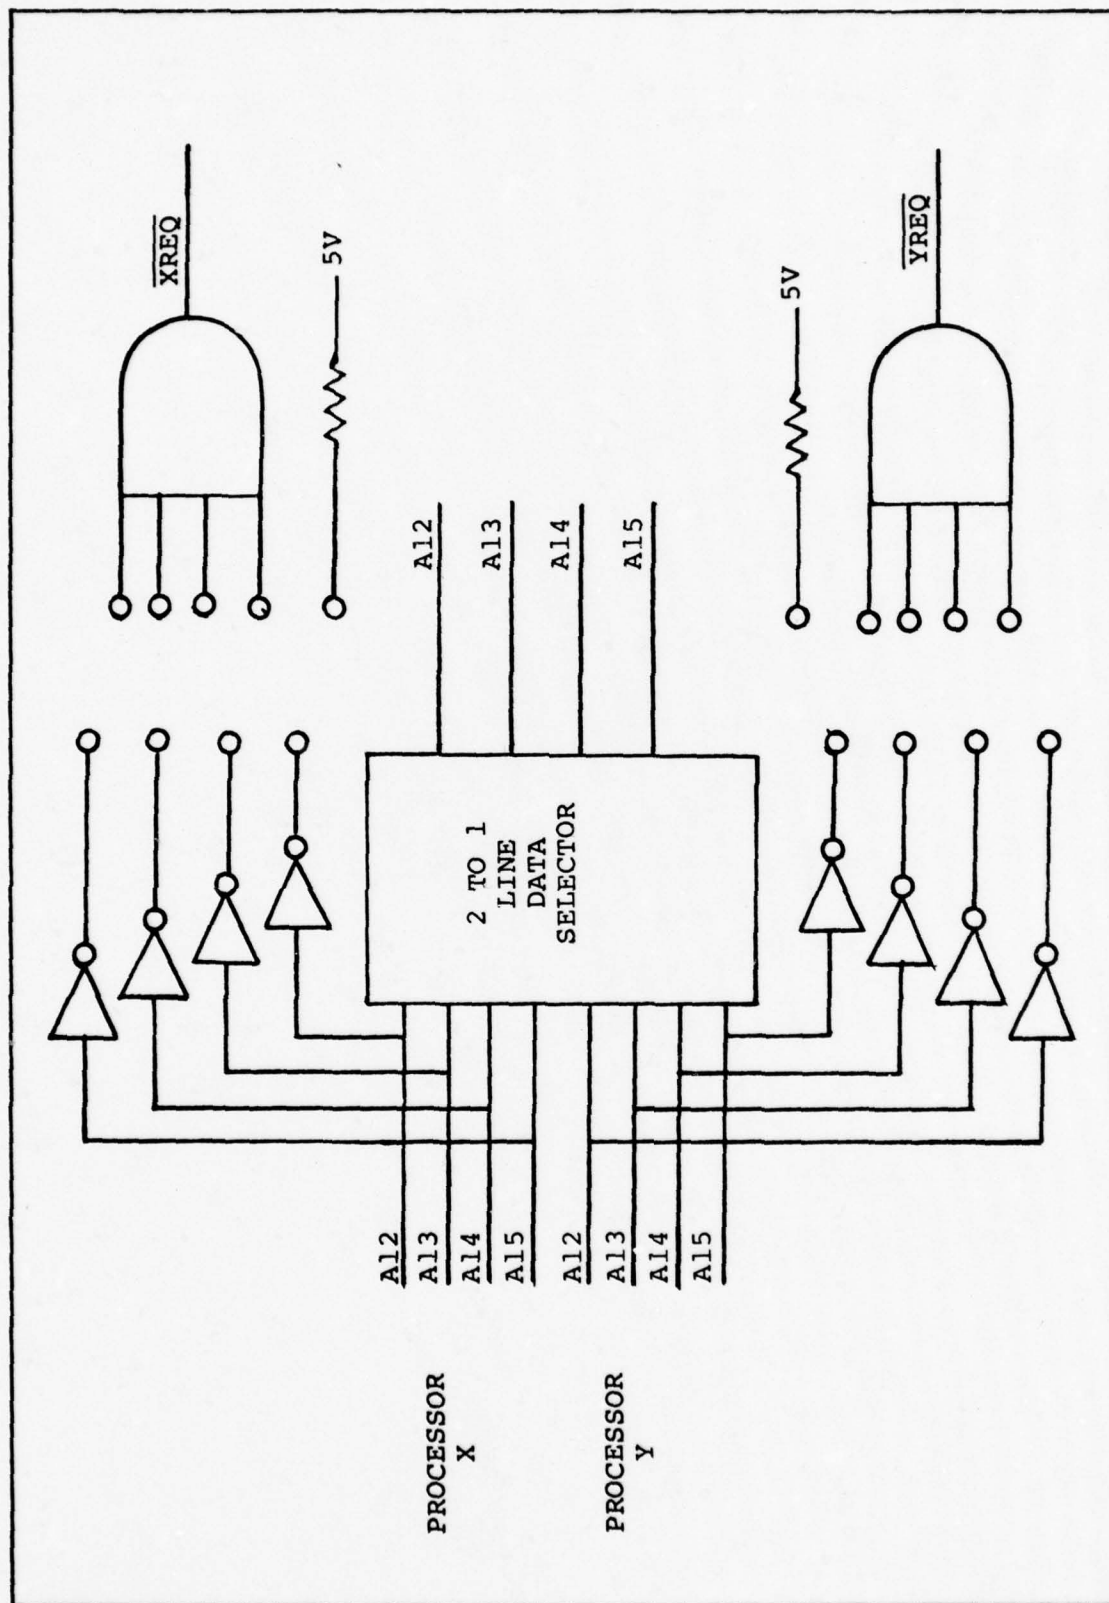 PROCESSOR
X
A12
A13
A14
A15
PROCESSOR
Y
A12
A13
A14
A15
2 TO 1
LINE
DATA
SELECTOR
A12
A13
A14
A15
XREQ
5V
5V
YREQ